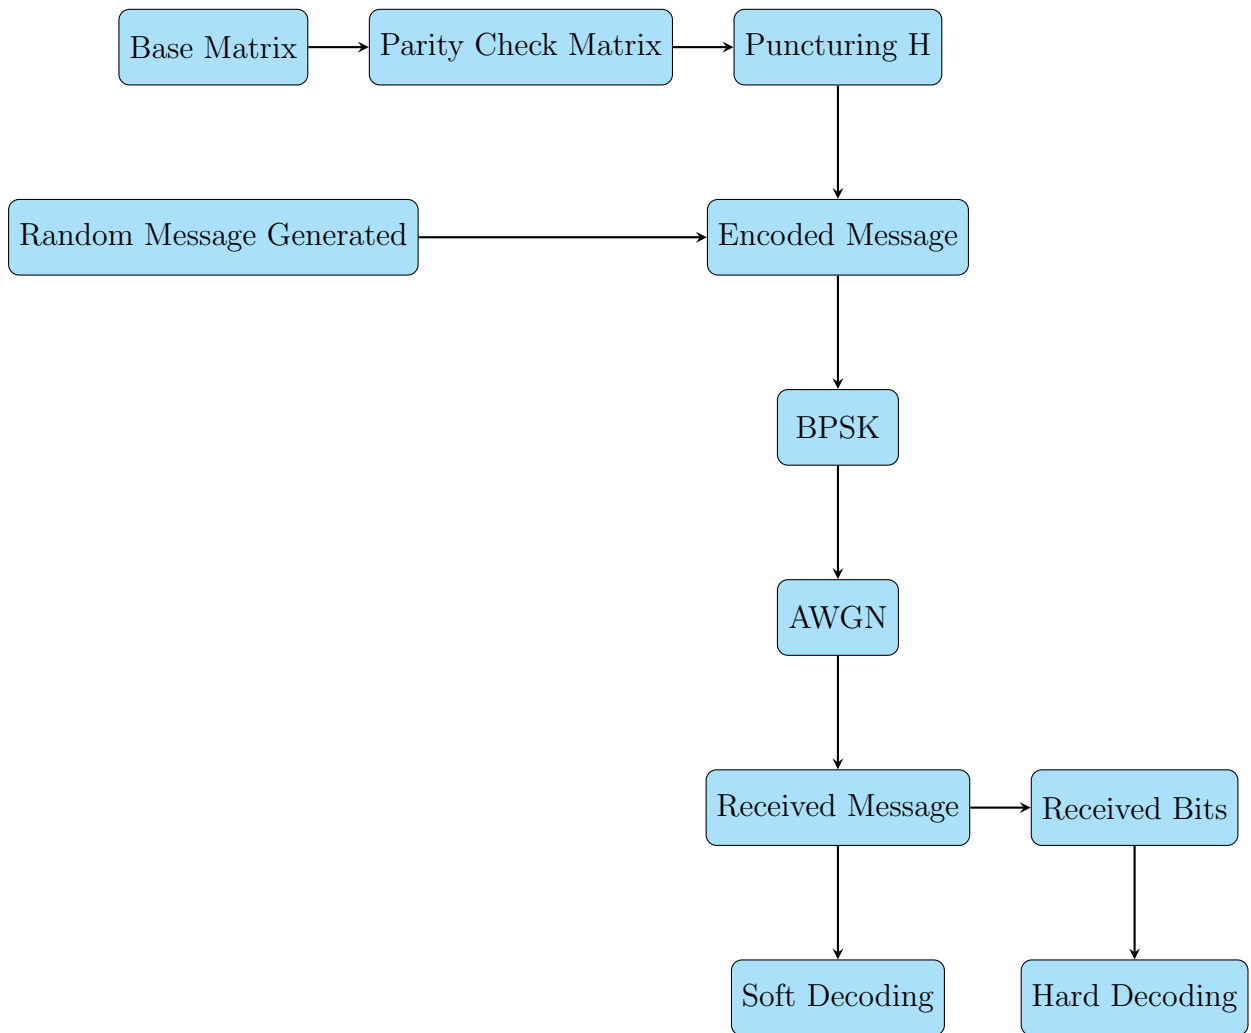 Base Matrix
Parity Check Matrix
Puncturing H
Random Message Generated
Encoded Message
BPSK
AWGN
Received Message
Received Bits
Soft Decoding
Hard Decoding